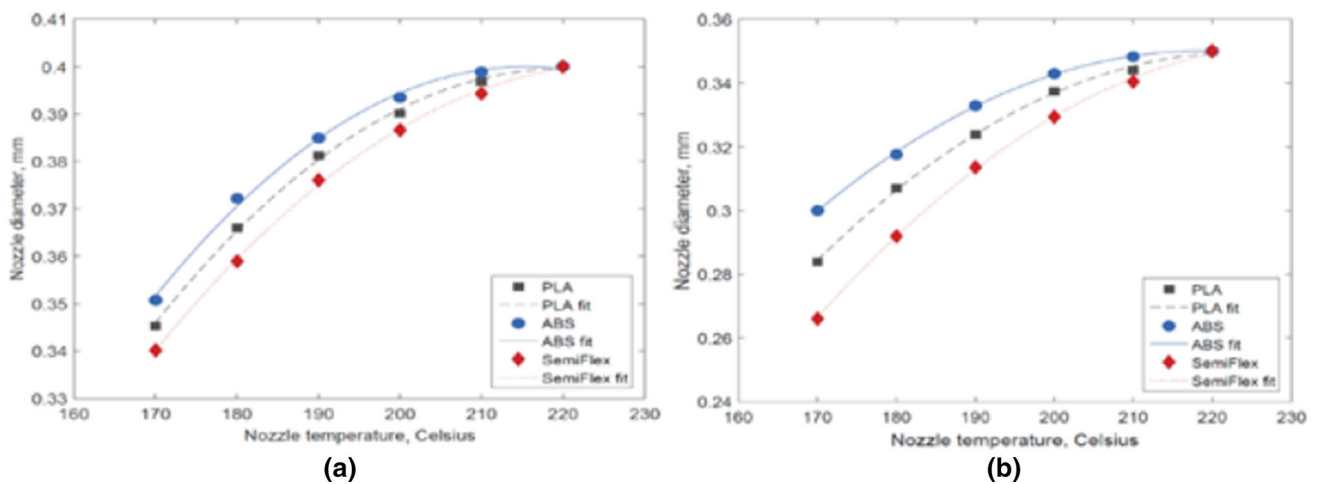 0.41
0.4
0.39
0.38
0.37
0.36
0.35
0.34
0.33
Nozzle diameter, mm
PLA
PLA fit
ABS
ABS fit
SemiFlex
SemiFlex fit
160 170 180 190 200 210 220 230
Nozzle temperature, Celsius
(a)
0.36
0.34
0.32
0.3
0.28
0.26
0.24
Nozzle diameter, mm
PLA
PLA fit
ABS
ABS fit
SemiFlex
SemiFlex fit
160 170 180 190 200 210 220 230
Nozzle temperature, Celsius
(b)